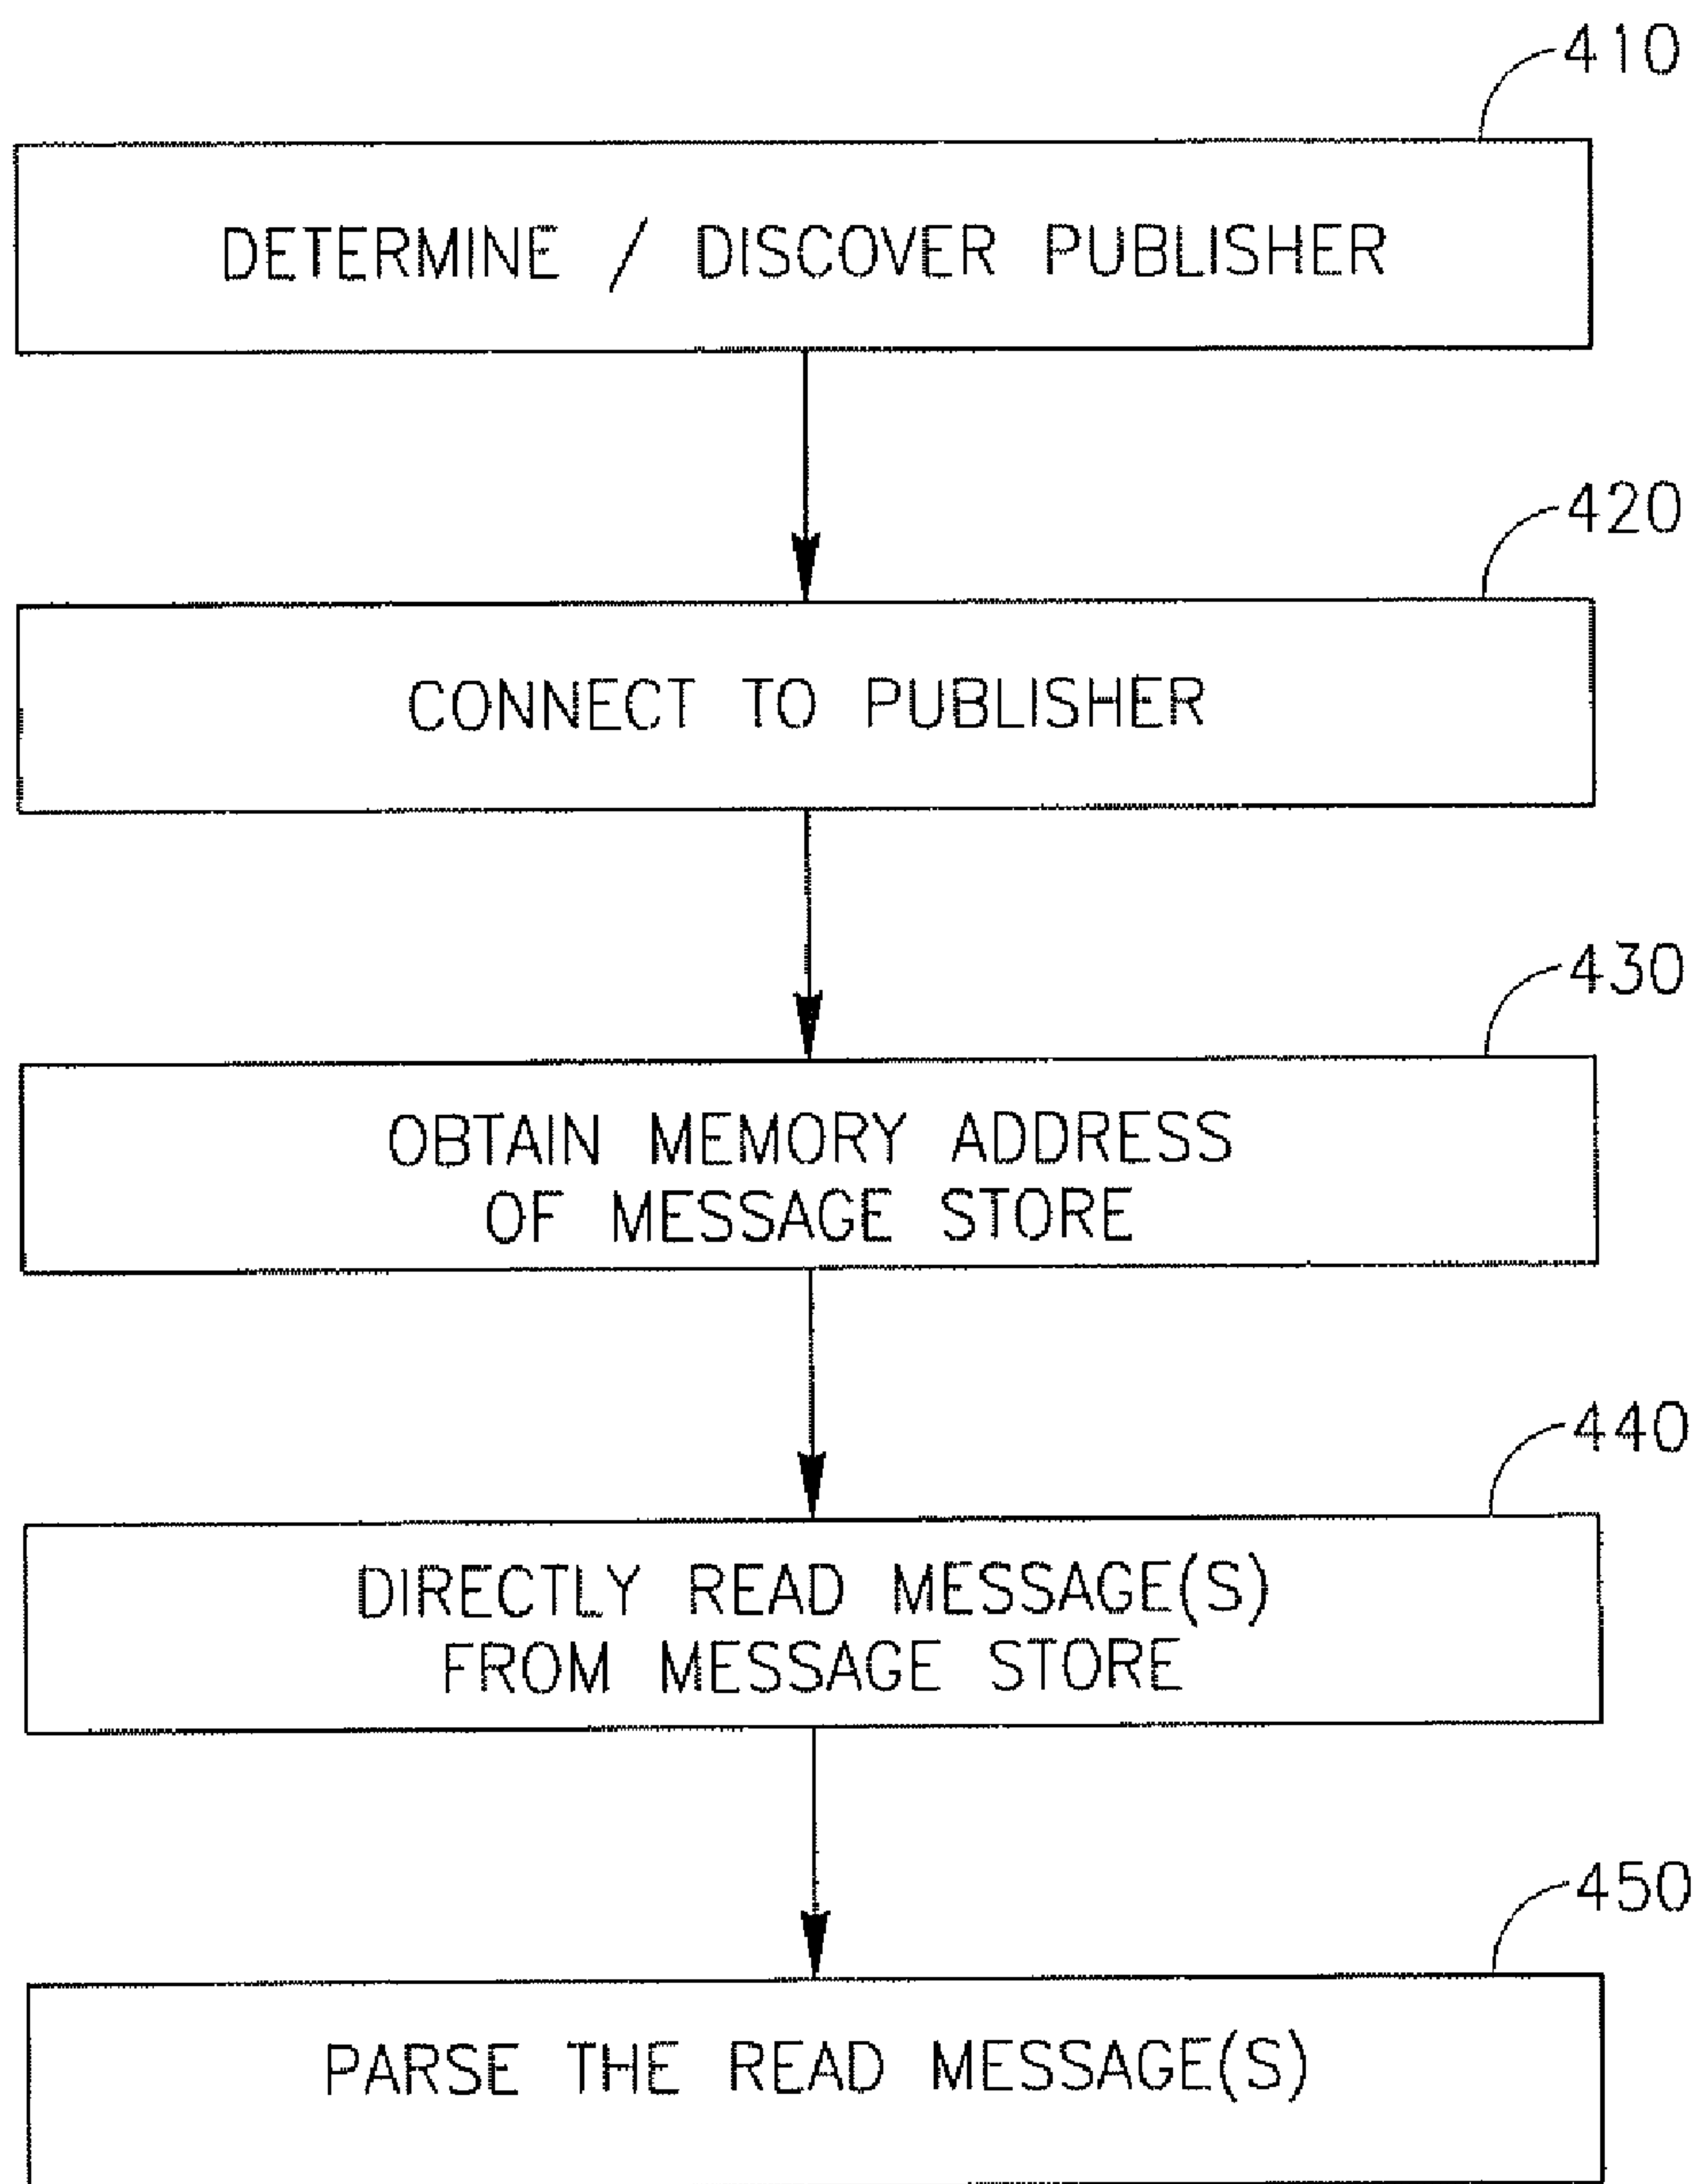 410
DETERMINE / DISCOVER PUBLISHER
420
CONNECT TO PUBLISHER
430
OBTAIN MEMORY ADDRESS
OF MESSAGE STORE
440
DIRECTLY READ MESSAGE(S)
FROM MESSAGE STORE
450
PARSE THE READ MESSAGE(S)